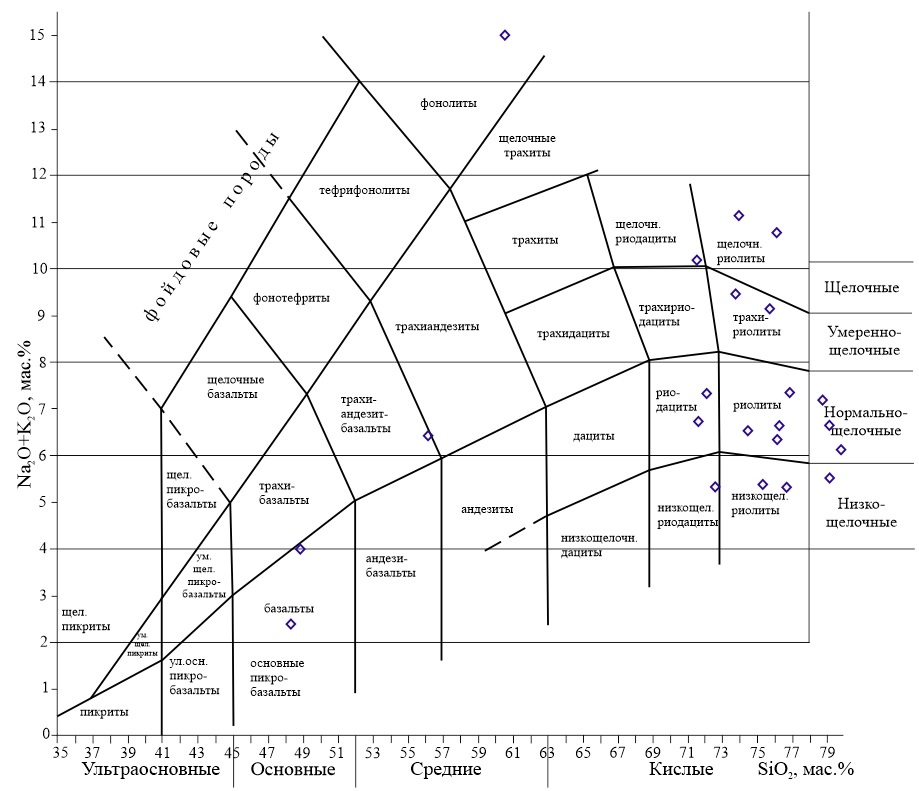 15
14
13
12
11
10
9
8
7
6
5
4
3
2
1
0
Na₂O+K₂O, мас.%
фойдовые породы
фонолиты
щелочные
трахиты
тефрифонолиты
щелочн.
риодациты
трахиты
щелочн.
риолиты
фонотефриты
трахиандезиты
трахидациты
трахирио-
дациты
трахи-
риолиты
щелочные
базальты
трахи-
андезит-
базальты
рио-
дациты
риолиты
дациты
щел.
пикро-
базальты
трахи-
базальты
андезиты
низкощел.
риодациты
низкощел.
риолиты
низкощелочн.
дациты
андези-
базальты
ум.
щел.
пикро-
базальты
щел.
пикриты
ум.
щел.
пикриты
базальты
ул.осн.
пикро-
базальты
основные
пикро-
базальты
пикриты
Щелочные
Умеренно-
щелочные
Нормально-
щелочные
Низко-
щелочные
35 37 39 41 43 45 47 49 51 53 55 57 59 61 63 65 67 69 71 73 75 77 79
Ультраосновные Основные Средние Кислые SiO₂, мас.%